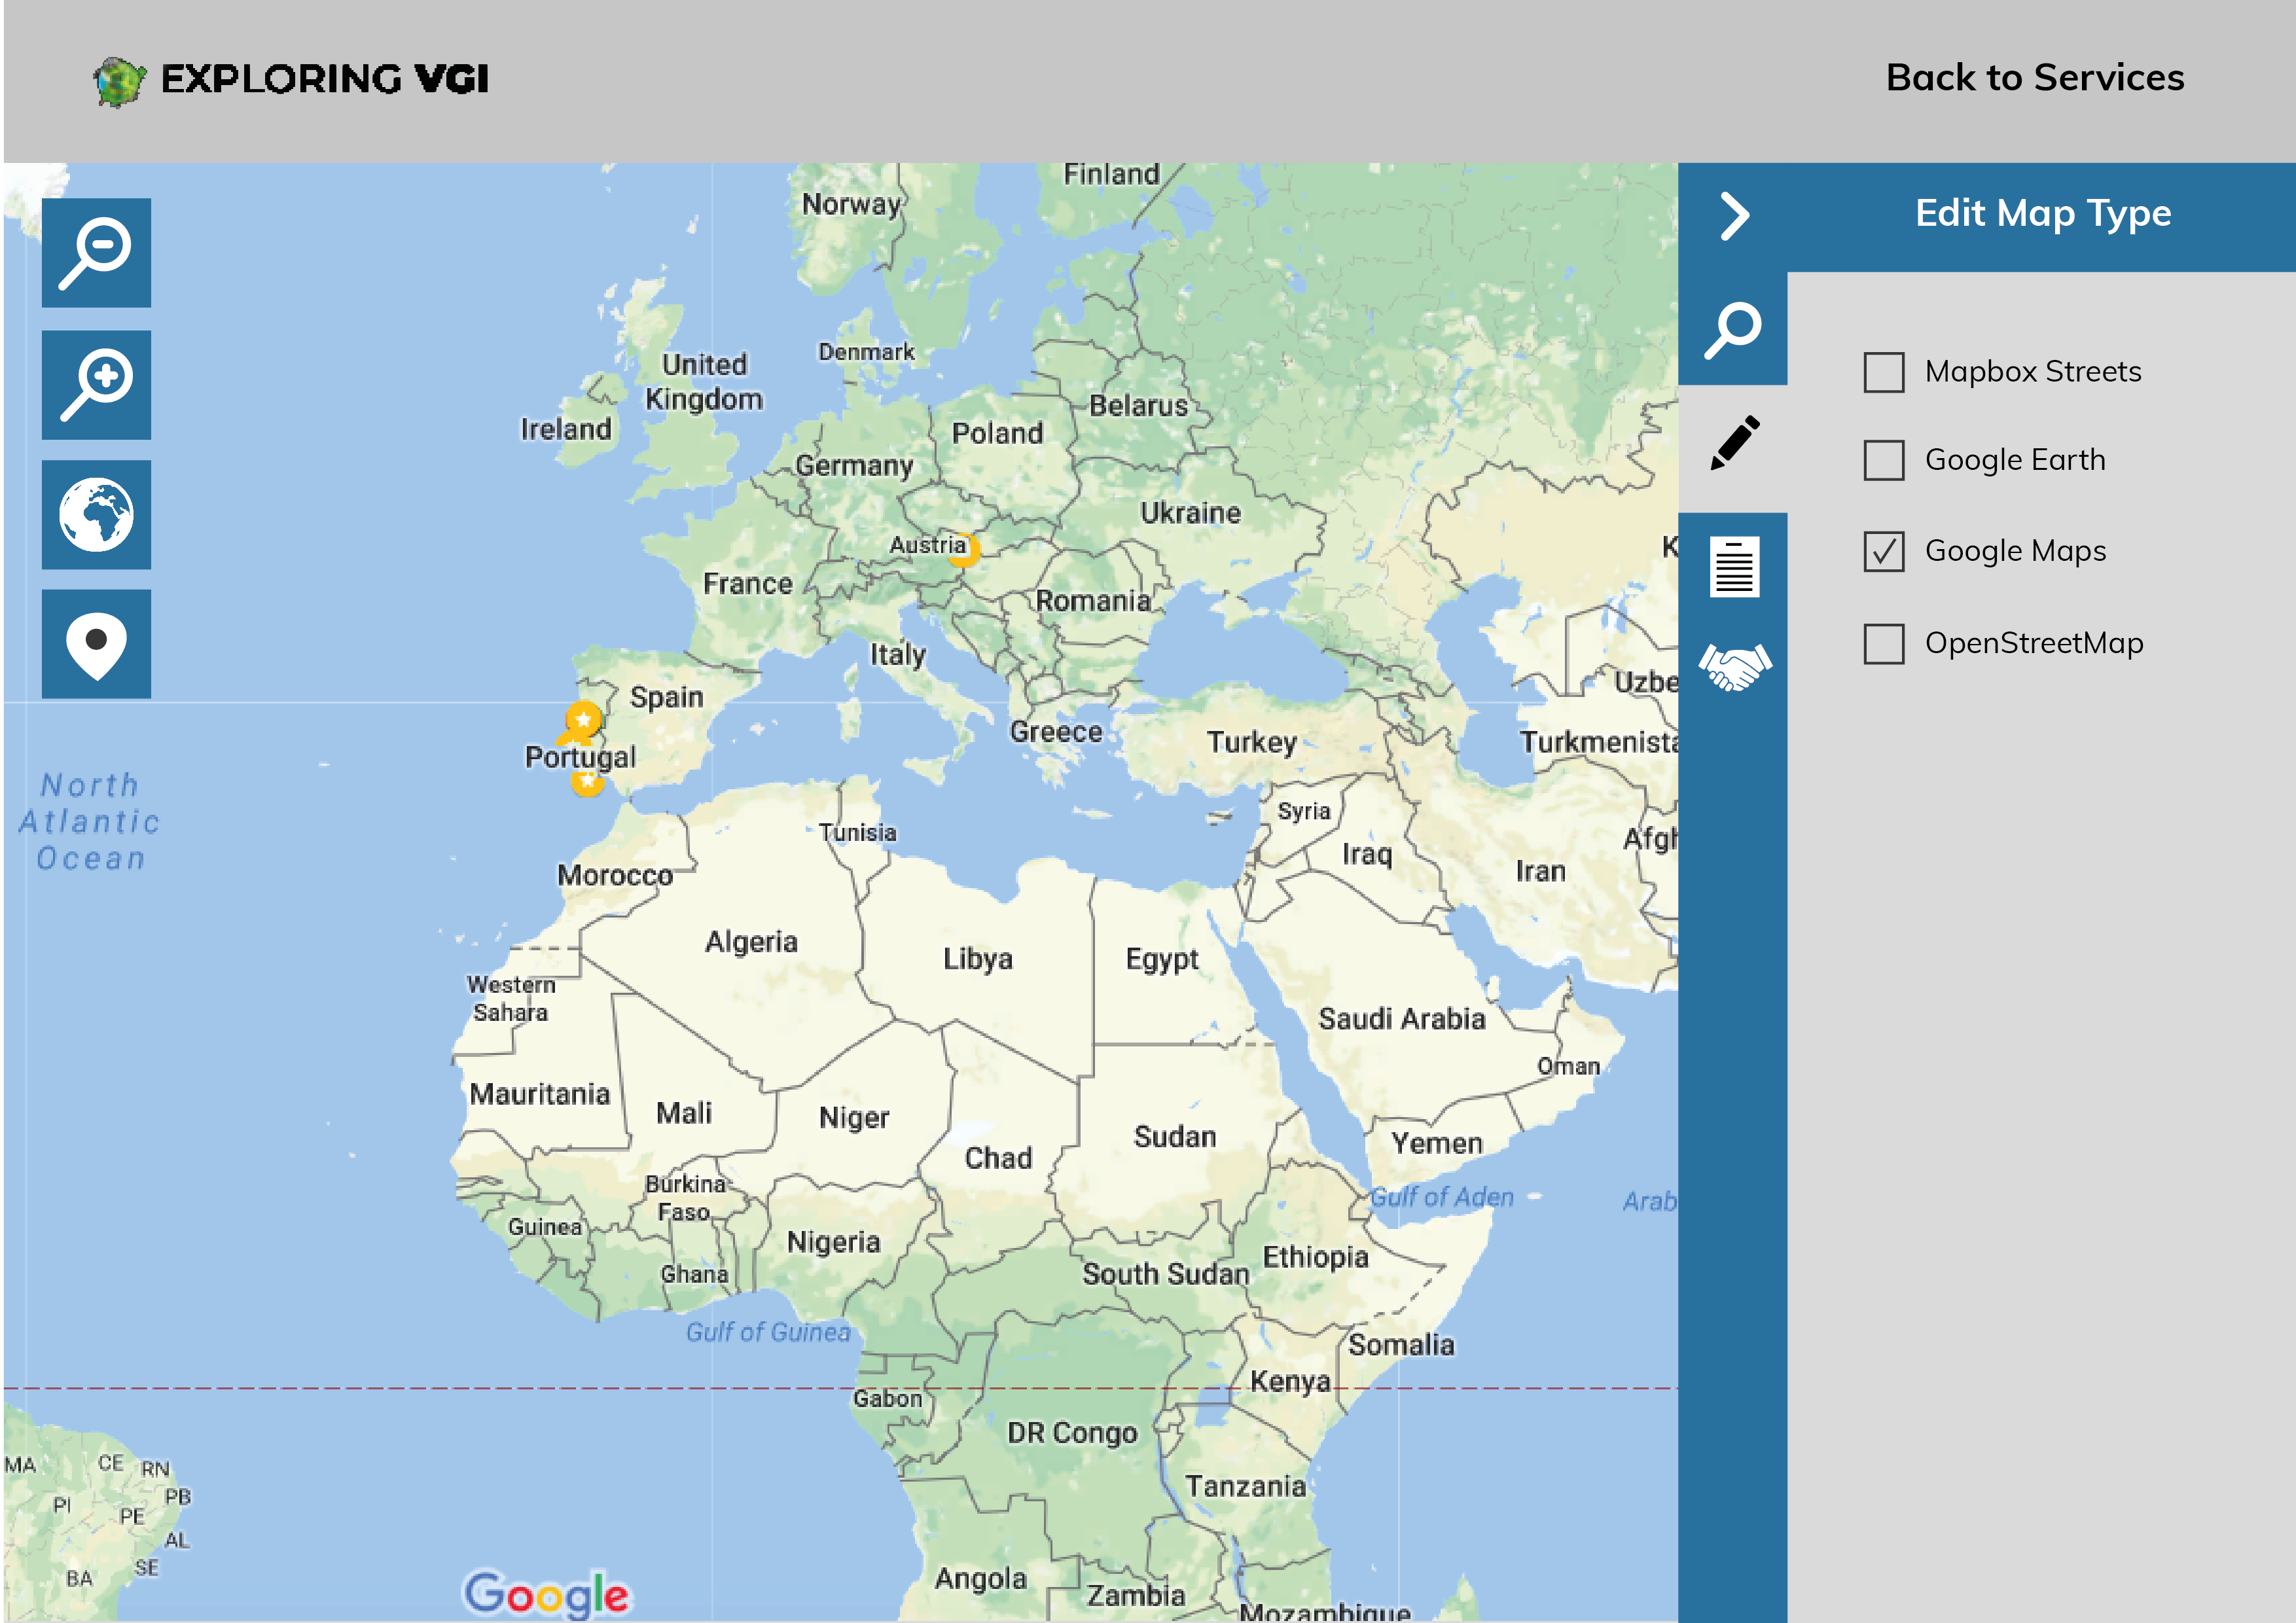 EXPLORING VGI
Back to Services
Edit Map Type
Mapbox Streets
Google Earth
Google Maps
OpenStreetMap
Finland
Norway
Denmark
United
Kingdom
Ireland
Belarus
Poland
Germany
Ukraine
Austria
K
France
Romania
Italy
Uzbe
Spain
Greece
Turkey
Turkmenista
Portugal
North
Atlantic
Ocean
Syria
Tunisia
Afgh
Iraq
Iran
Morocco
Algeria
Libya
Egypt
Western
Sahara
Saudi Arabia
Oman
Mauritania
Mali
Niger
Sudan
Yemen
Chad
Burkina
Faso
Gulf of Aden
Arab
Guinea
Nigeria
Ethiopia
Ghana
South Sudan
Gulf of Guinea
Somalia
Kenya
Gabon
DR Congo
MA
CE
RN
Tanzania
PI
PB
PE
AL
SE
BA
Angola
Zambia
Google
Mozambique